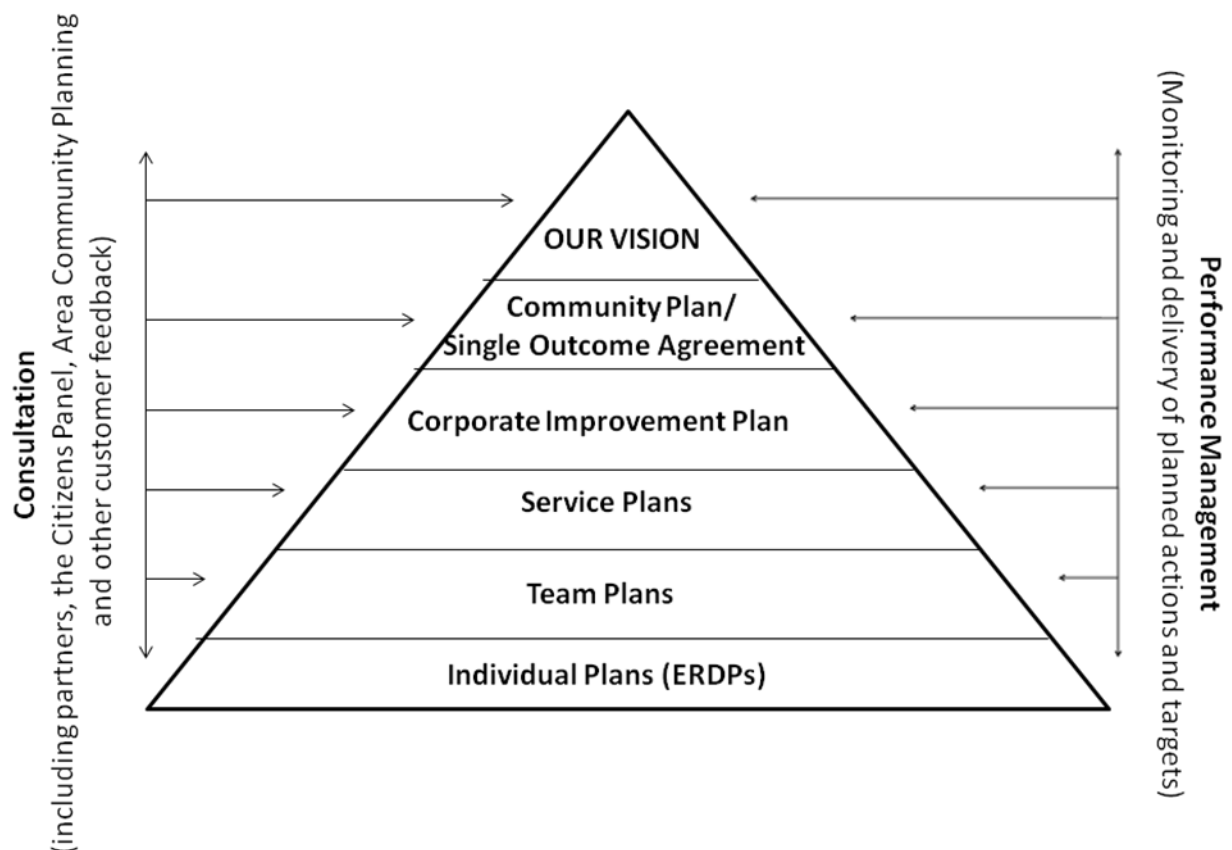 Consultation
(including partners, the Citizens Panel, Area Community Planning
and other customer feedback)
OUR VISION
Community Plan/
Single Outcome Agreement
Corporate Improvement Plan
Service Plans
Team Plans
Individual Plans (ERDPs)
Performance Management
(Monitoring and delivery of planned actions and targets)